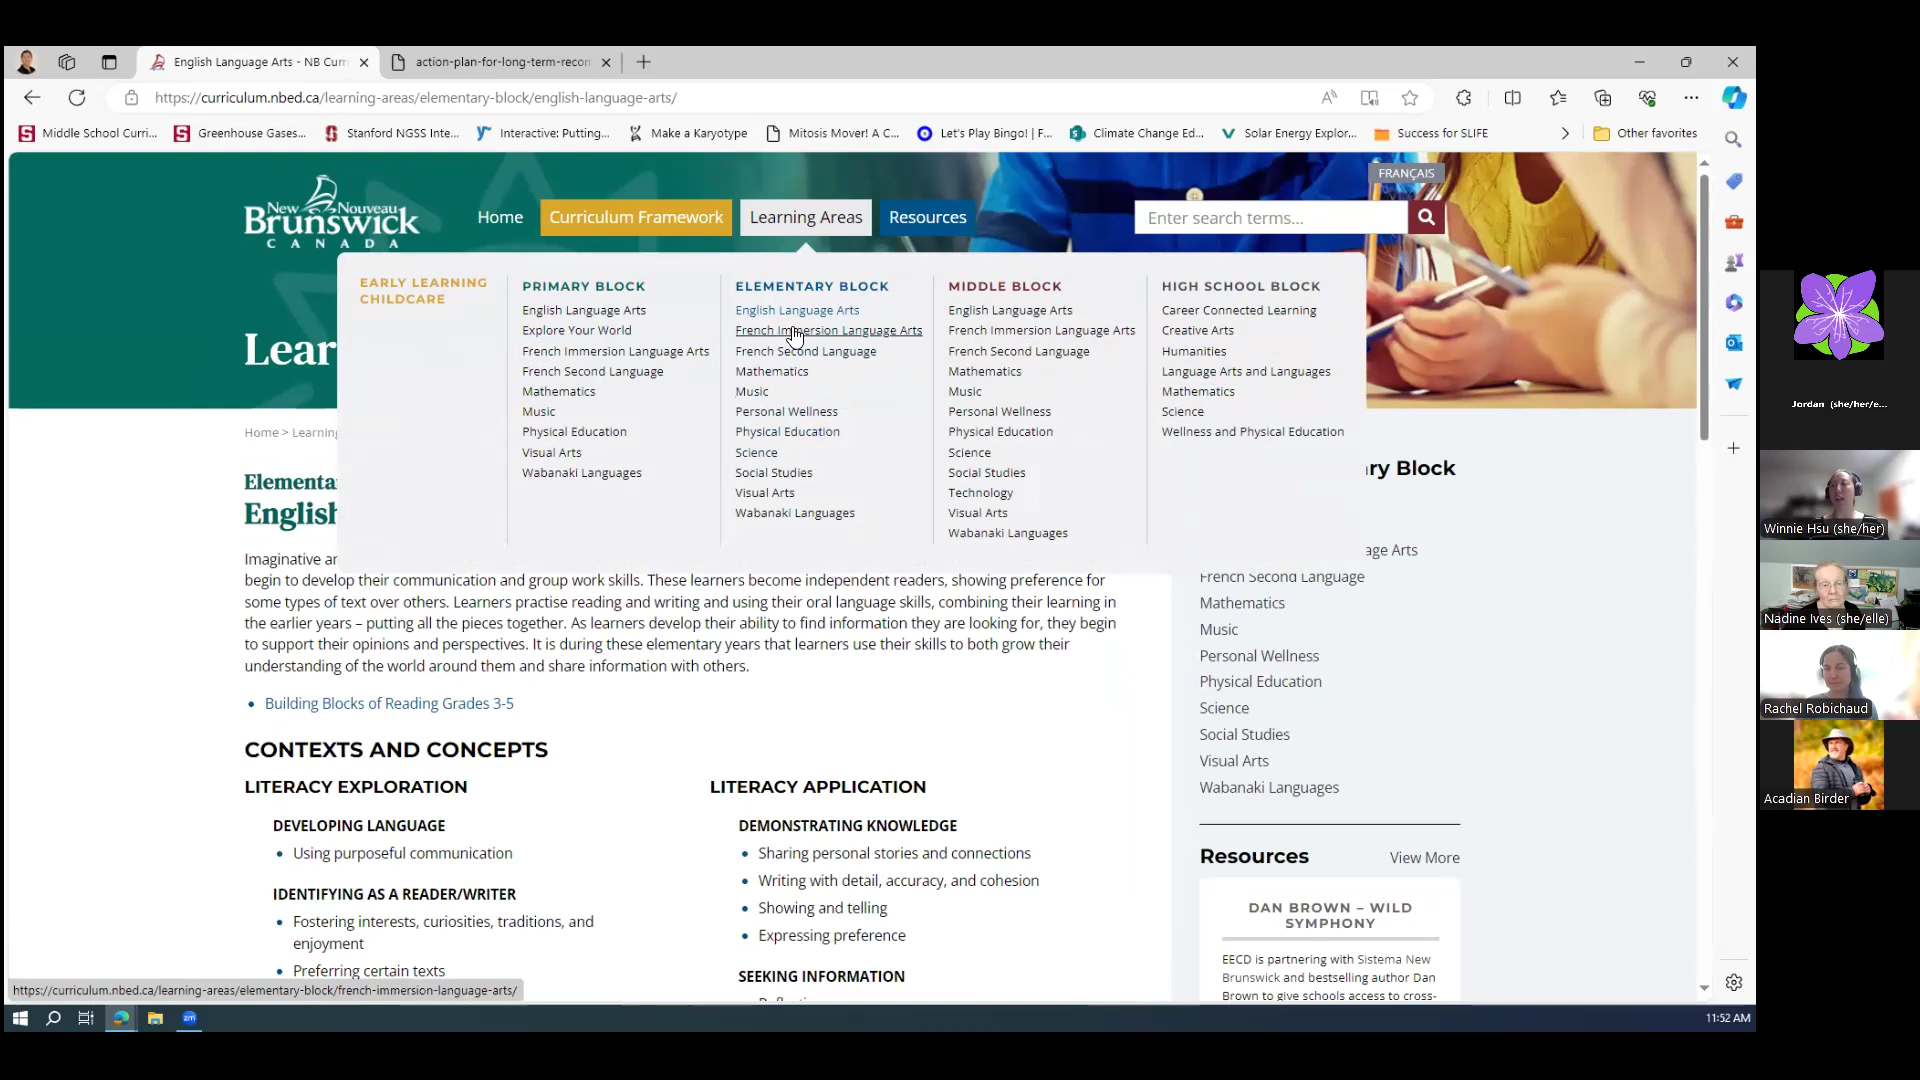 English Language Arts - NB Curr
action-plan-for-long-term-recon
https://curriculum.nbed.ca/learning-areas/elementary-block/english-language-arts/
Middle School Curri...
Greenhouse Gases...
Stanford NGSS Inte...
Interactive: Putting...
Make a Karyotype
Mitosis Mover! A C...
Let's Play Bingo! | F...
Climate Change Ed...
Solar Energy Explor...
Success for SLIFE
Other favorites
FRANÇAIS
New Nouveau
Brunswick
CANADA
Home
Curriculum Framework
Learning Areas
Resources
Enter search terms...
EARLY LEARNING
CHILDCARE
PRIMARY BLOCK
English Language Arts
Explore Your World
French Immersion Language Arts
French Second Language
Mathematics
Music
Physical Education
Visual Arts
Wabanaki Languages
ELEMENTARY BLOCK
English Language Arts
French Immersion Language Arts
French Second Language
Mathematics
Music
Personal Wellness
Physical Education
Science
Social Studies
Visual Arts
Wabanaki Languages
MIDDLE BLOCK
English Language Arts
French Immersion Language Arts
French Second Language
Mathematics
Music
Personal Wellness
Physical Education
Science
Social Studies
Technology
Visual Arts
Wabanaki Languages
HIGH SCHOOL BLOCK
Career Connected Learning
Creative Arts
Humanities
Language Arts and Languages
Mathematics
Science
Wellness and Physical Education
Lear
Home > Learning
Elementa
English
Imaginative an
begin to develop their communication and group work skills. These learners become independent readers, showing preference for
some types of text over others. Learners practise reading and writing and using their oral language skills, combining their learning in
the earlier years – putting all the pieces together. As learners develop their ability to find information they are looking for, they begin
to support their opinions and perspectives. It is during these elementary years that learners use their skills to both grow their
understanding of the world around them and share information with others.
Building Blocks of Reading Grades 3-5
CONTEXTS AND CONCEPTS
LITERACY EXPLORATION
DEVELOPING LANGUAGE
Using purposeful communication
IDENTIFYING AS A READER/WRITER
Fostering interests, curiosities, traditions, and
enjoyment
Preferring certain texts
LITERACY APPLICATION
DEMONSTRATING KNOWLEDGE
Sharing personal stories and connections
Writing with detail, accuracy, and cohesion
Showing and telling
Expressing preference
SEEKING INFORMATION
ry Block
age Arts
French Second Language
Mathematics
Music
Personal Wellness
Physical Education
Science
Social Studies
Visual Arts
Wabanaki Languages
Resources
View More
DAN BROWN – WILD
SYMPHONY
EECD is partnering with Sistema New
Brunswick and bestselling author Dan
Brown to give schools access to cross-
https://curriculum.nbed.ca/learning-areas/elementary-block/french-immersion-language-arts/
zm
11:52 AM
Jordan (she/her/e...
Winnie Hsu (she/her)
Nadine Ives (she/elle)
Rachel Robichaud
Acadian Birder